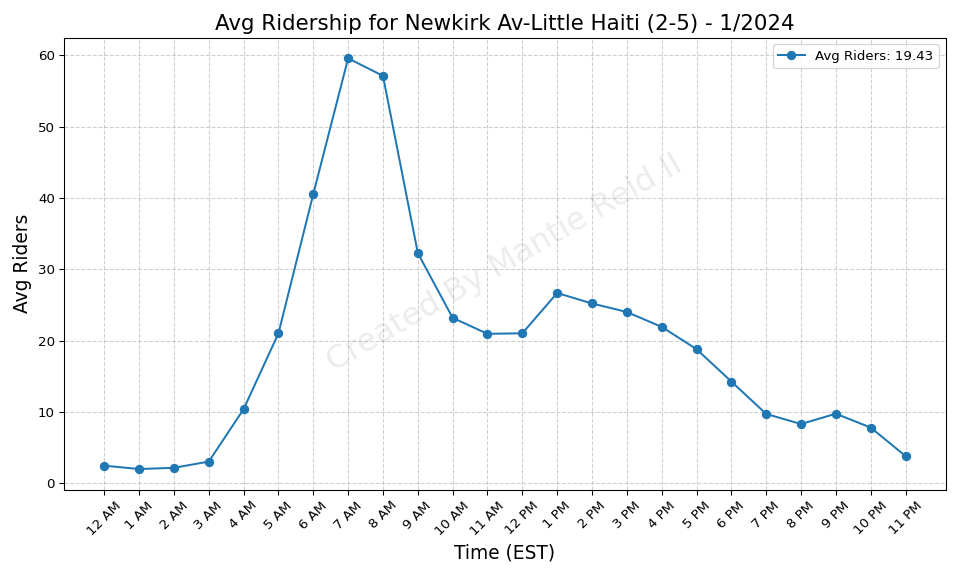 Avg Ridership for Newkirk Av-Little Haiti (2-5) - 1/2024
Avg Riders: 19.43
60
50
40
30
20
10
0
Avg Riders
Created By Mantie Reid II
12 AM
1 AM
2 AM
3 AM
4 AM
5 AM
6 AM
7 AM
8 AM
9 AM
10 AM
11 AM
12 PM
1 PM
2 PM
3 PM
4 PM
5 PM
6 PM
7 PM
8 PM
9 PM
10 PM
11 PM
Time (EST)